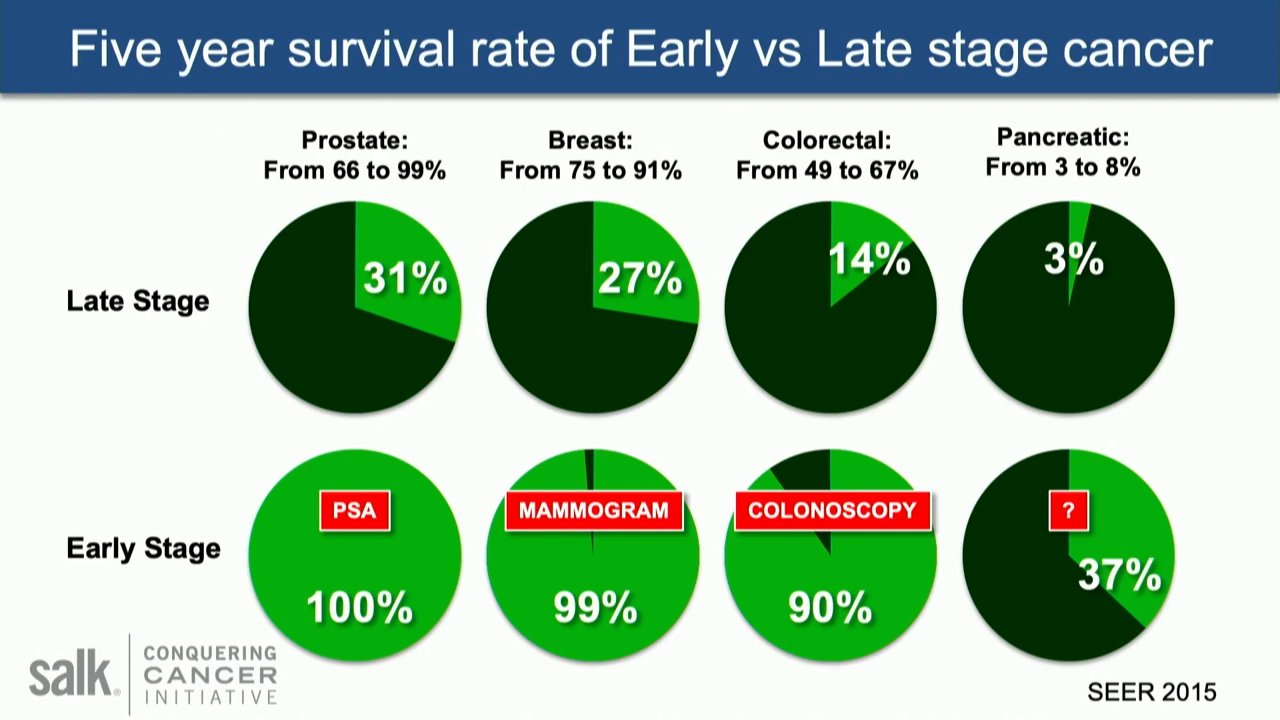 Five year survival rate of Early vs Late stage cancer
Prostate:
From 66 to 99%
Breast:
From 75 to 91%
Colorectal:
From 49 to 67%
Pancreatic:
From 3 to 8%
Late Stage
31%
27%
14%
3%
Early Stage
PSA
100%
MAMMOGRAM
99%
COLONOSCOPY
90%
?
37%
salk®
CONQUERING
CANCER
INITIATIVE
SEER 2015